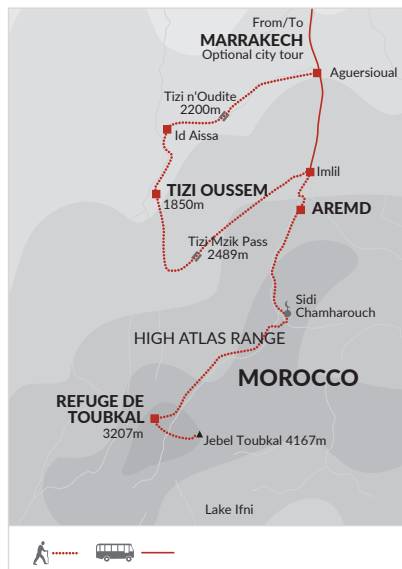 From/To
MARRAKECH
Optional city tour
Aguersioual
Tizi n'Oudite
2200m
Id Aissa
Imlil
TIZI OUSSEM
1850m
AREMD
Tizi Mzik Pass
2489m
Sidi
Chamharouch
HIGH ATLAS RANGE
MOROCCO
REFUGE DE
TOUBKAL
3207m
Jebel Toubkal 4167m
Lake Ifni